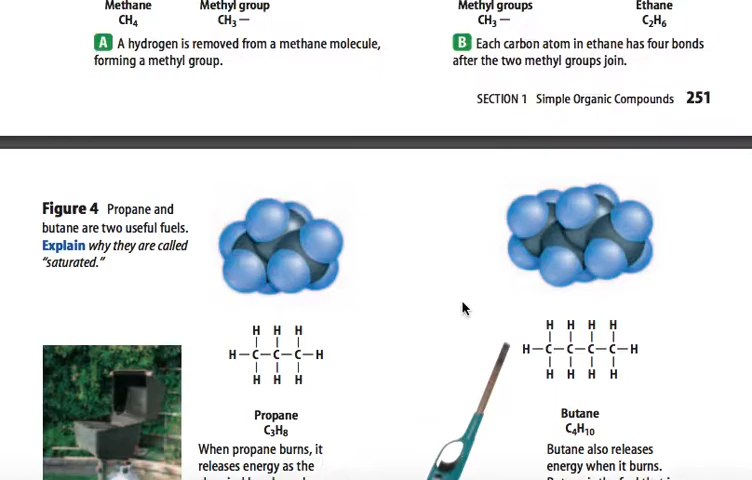 Methane
CH₄
Methyl group
CH₃ —
Methyl groups
CH₃ —
Ethane
C₂H₆
A A hydrogen is removed from a methane molecule,
forming a methyl group.
B Each carbon atom in ethane has four bonds
after the two methyl groups join.
SECTION 1 Simple Organic Compounds 251
Figure 4 Propane and
butane are two useful fuels.
Explain why they are called
“saturated.”
H H H
H—C—C—C—H
H H H
Propane
C₃H₈
When propane burns, it
releases energy as the
H H H H
H—C—C—C—C—H
H H H H
Butane
C₄H₁₀
Butane also releases
energy when it burns.